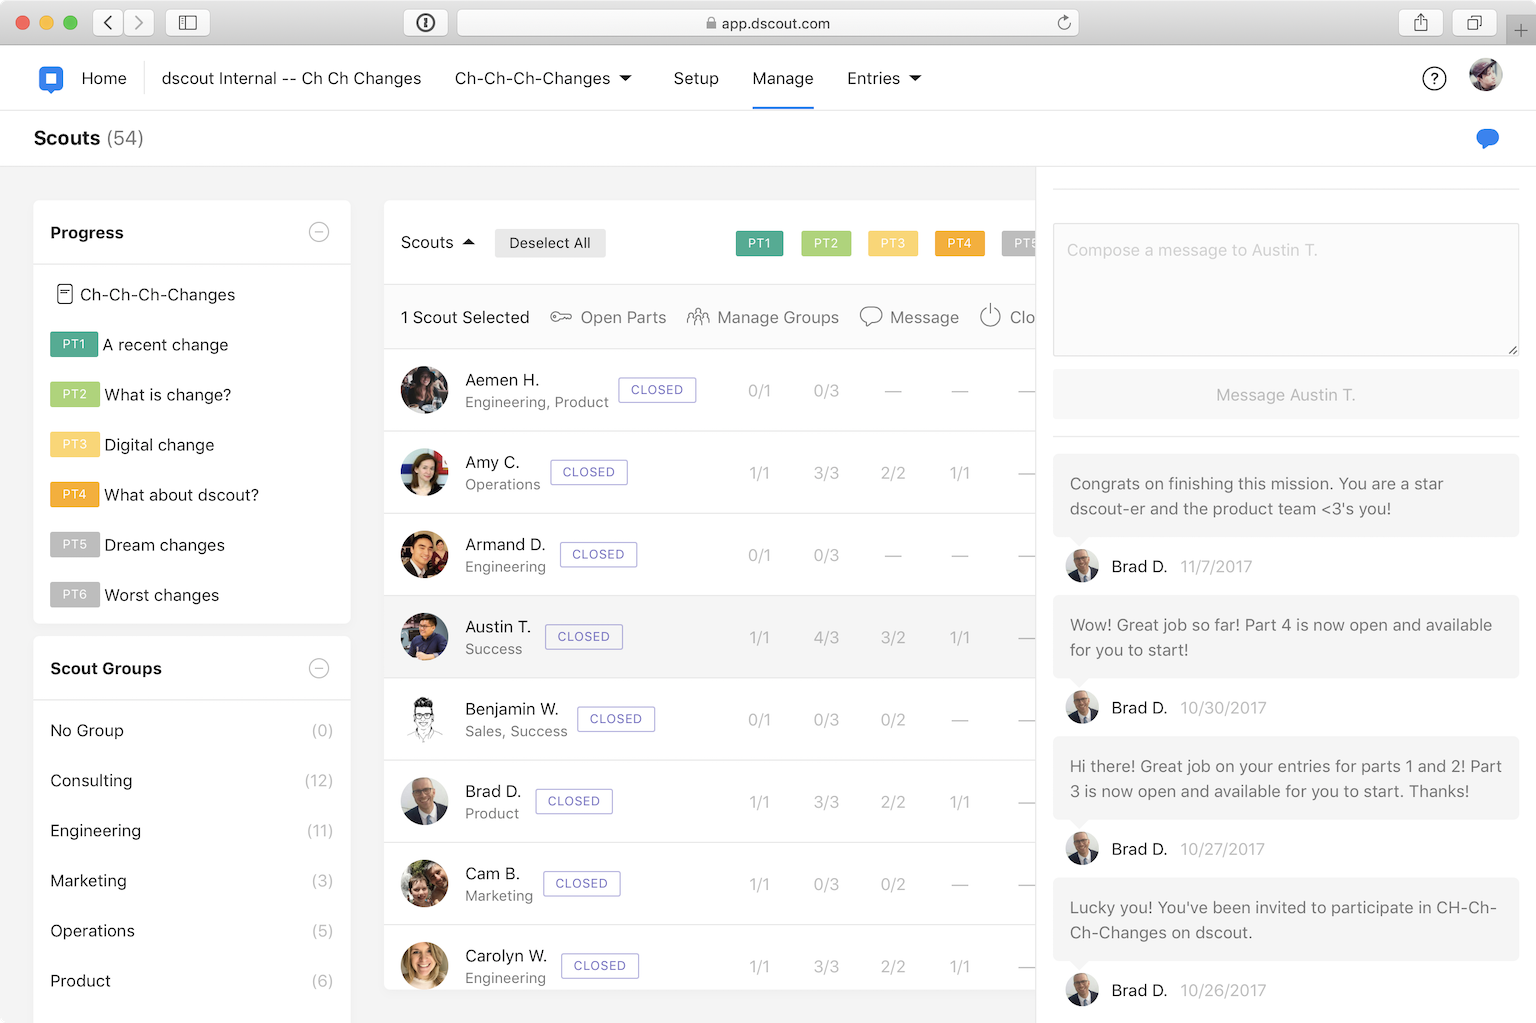 app.dscout.com
Home
dscout Internal -- Ch Ch Changes
Ch-Ch-Ch-Changes
Setup
Manage
Entries
?
Scouts (54)
Progress
Ch-Ch-Ch-Changes
PT1 A recent change
PT2 What is change?
PT3 Digital change
PT4 What about dscout?
PT5 Dream changes
PT6 Worst changes
Scout Groups
No Group (0)
Consulting (12)
Engineering (11)
Marketing (3)
Operations (5)
Product (6)
Scouts Deselect All PT1 PT2 PT3 PT4 PT5
1 Scout Selected Open Parts Manage Groups Message Clo
Aemen H. CLOSED 0/1 0/3 — — —
Engineering, Product
Amy C. CLOSED 1/1 3/3 2/2 1/1 —
Operations
Armand D. CLOSED 0/1 0/3 — — —
Engineering
Austin T. CLOSED 1/1 4/3 3/2 1/1 —
Success
Benjamin W. CLOSED 0/1 0/3 0/2 — —
Sales, Success
Brad D. CLOSED 1/1 3/3 2/2 1/1 —
Product
Cam B. CLOSED 1/1 0/3 0/2 — —
Marketing
Carolyn W. CLOSED 1/1 3/3 2/2 1/1 —
Engineering
Compose a message to Austin T.
Message Austin T.
Congrats on finishing this mission. You are a star
dscout-er and the product team <3's you!
Brad D. 11/7/2017
Wow! Great job so far! Part 4 is now open and available
for you to start!
Brad D. 10/30/2017
Hi there! Great job on your entries for parts 1 and 2! Part
3 is now open and available for you to start. Thanks!
Brad D. 10/27/2017
Lucky you! You've been invited to participate in CH-Ch-
Ch-Changes on dscout.
Brad D. 10/26/2017